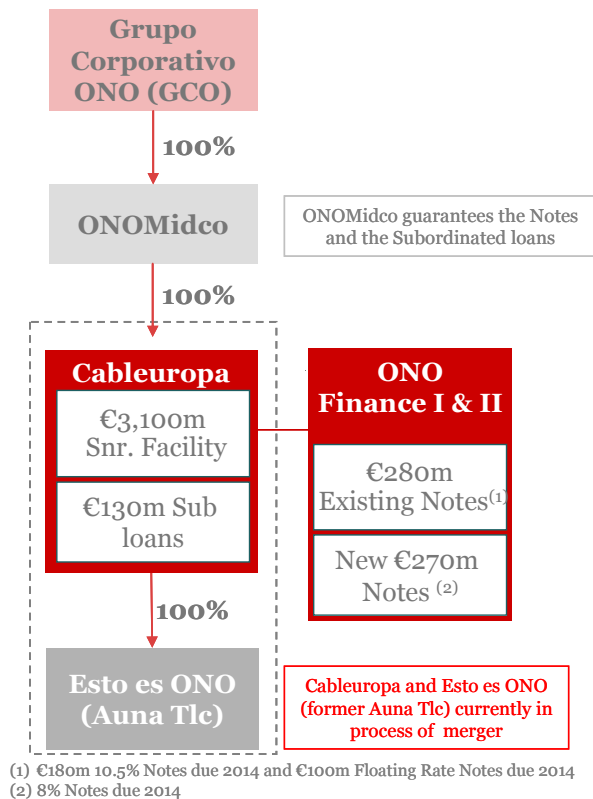 Grupo
Corporativo
ONO (GCO)
100%
ONOMidco
ONOMidco guarantees the Notes
and the Subordinated loans
100%
Cableuropa
€3,100m
Snr. Facility
€130m Sub
loans
ONO
Finance I & II
€280m
Existing Notes(1)
New €270m
Notes (2)
100%
Esto es ONO
(Auna Tlc)
Cableuropa and Esto es ONO
(former Auna Tlc) currently in
process of merger
(1) €180m 10.5% Notes due 2014 and €100m Floating Rate Notes due 2014
(2) 8% Notes due 2014